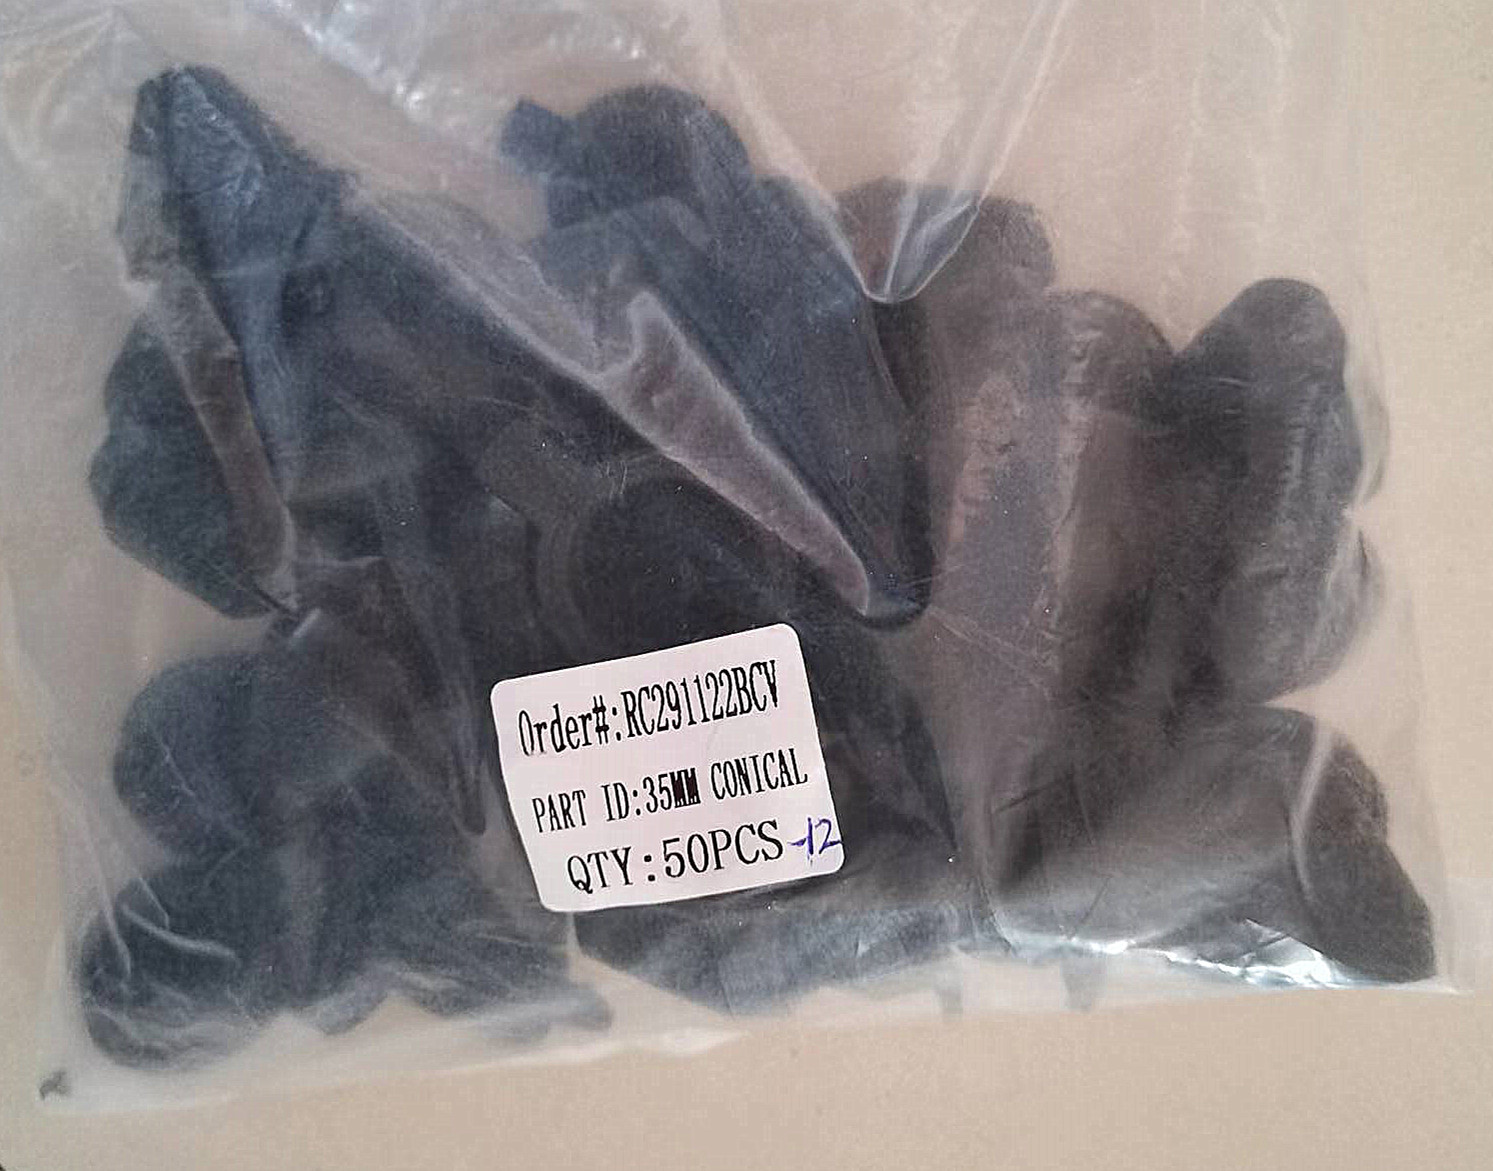 Order#:RC291122BCV
PART ID:35MM CONICAL
QTY:50PCS -12